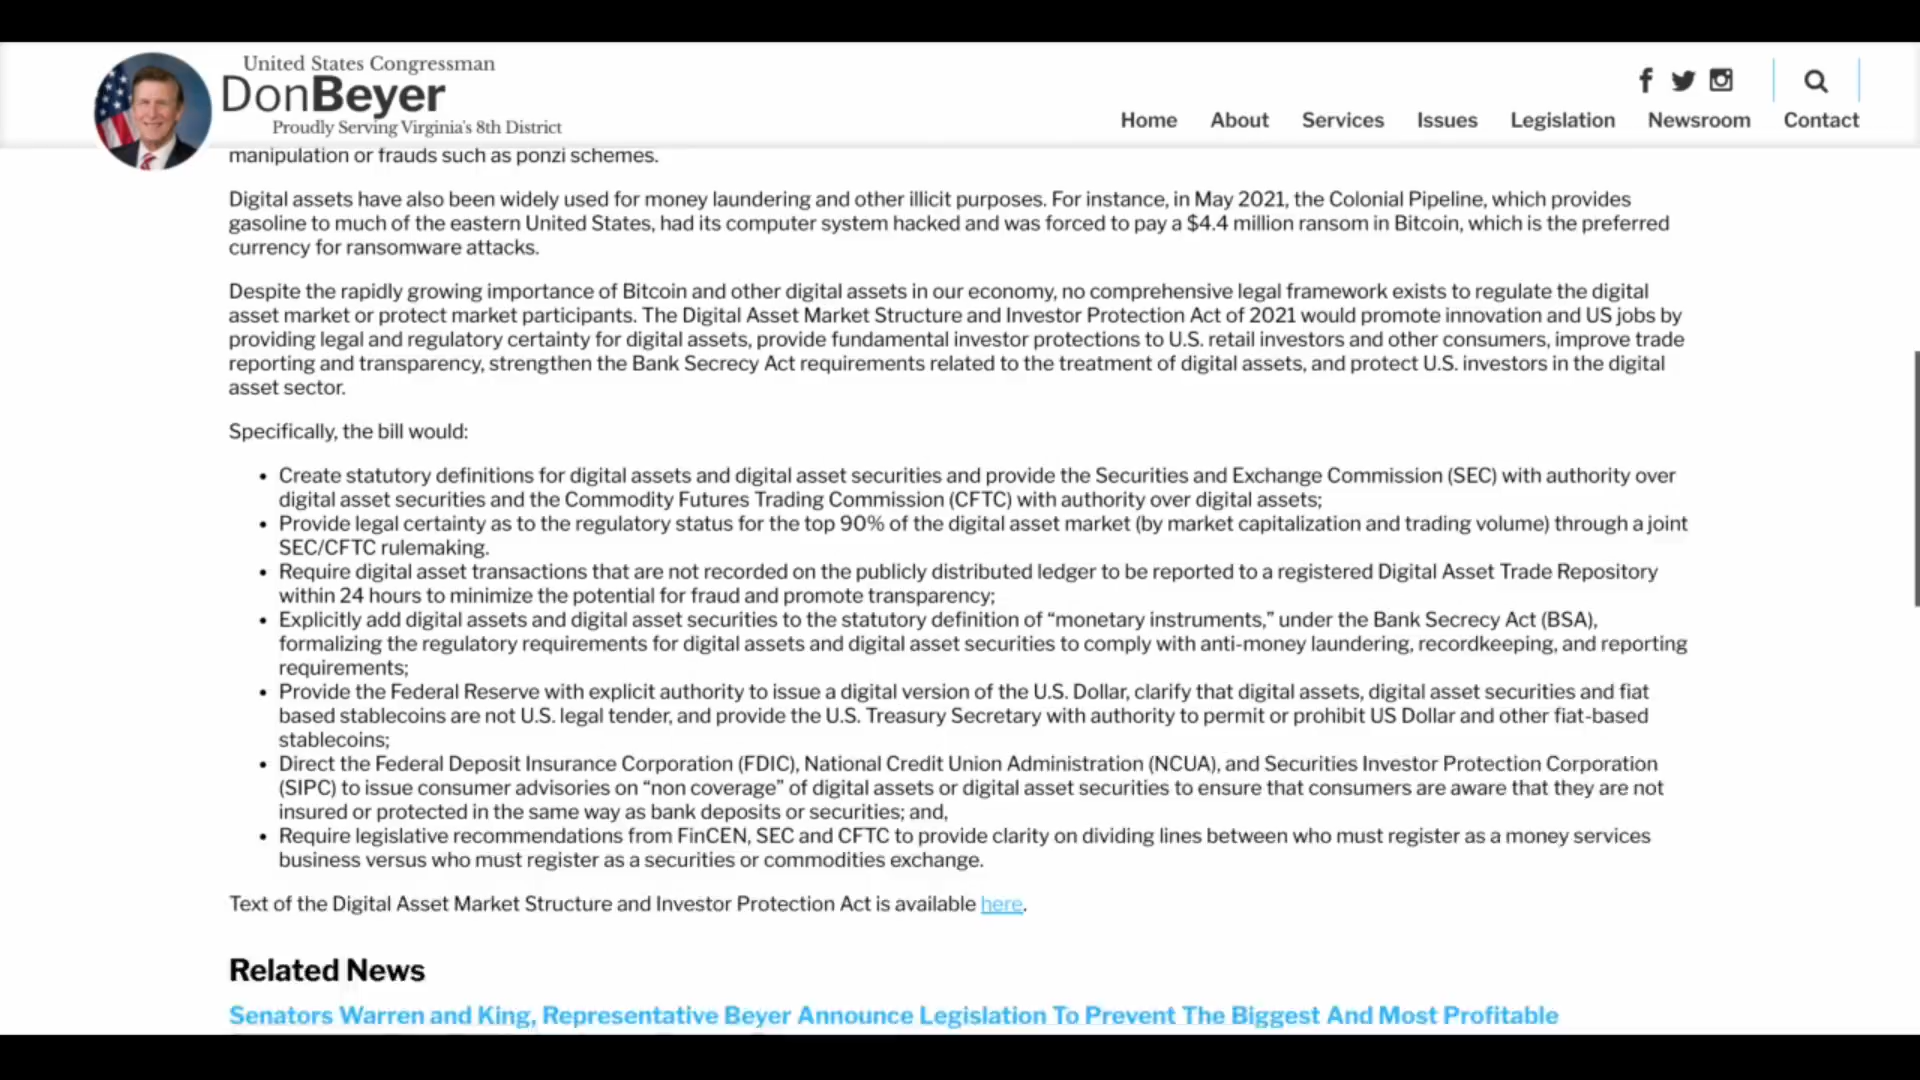 United States Congressman
DonBeyer
Proudly Serving Virginia's 8th District
Home About Services Issues Legislation Newsroom Contact
manipulation or frauds such as ponzi schemes.
Digital assets have also been widely used for money laundering and other illicit purposes. For instance, in May 2021, the Colonial Pipeline, which provides
gasoline to much of the eastern United States, had its computer system hacked and was forced to pay a $4.4 million ransom in Bitcoin, which is the preferred
currency for ransomware attacks.
Despite the rapidly growing importance of Bitcoin and other digital assets in our economy, no comprehensive legal framework exists to regulate the digital
asset market or protect market participants. The Digital Asset Market Structure and Investor Protection Act of 2021 would promote innovation and US jobs by
providing legal and regulatory certainty for digital assets, provide fundamental investor protections to U.S. retail investors and other consumers, improve trade
reporting and transparency, strengthen the Bank Secrecy Act requirements related to the treatment of digital assets, and protect U.S. investors in the digital
asset sector.
Specifically, the bill would:
• Create statutory definitions for digital assets and digital asset securities and provide the Securities and Exchange Commission (SEC) with authority over
digital asset securities and the Commodity Futures Trading Commission (CFTC) with authority over digital assets;
• Provide legal certainty as to the regulatory status for the top 90% of the digital asset market (by market capitalization and trading volume) through a joint
SEC/CFTC rulemaking.
• Require digital asset transactions that are not recorded on the publicly distributed ledger to be reported to a registered Digital Asset Trade Repository
within 24 hours to minimize the potential for fraud and promote transparency;
• Explicitly add digital assets and digital asset securities to the statutory definition of “monetary instruments,” under the Bank Secrecy Act (BSA),
formalizing the regulatory requirements for digital assets and digital asset securities to comply with anti-money laundering, recordkeeping, and reporting
requirements;
• Provide the Federal Reserve with explicit authority to issue a digital version of the U.S. Dollar, clarify that digital assets, digital asset securities and fiat
based stablecoins are not U.S. legal tender, and provide the U.S. Treasury Secretary with authority to permit or prohibit US Dollar and other fiat-based
stablecoins;
• Direct the Federal Deposit Insurance Corporation (FDIC), National Credit Union Administration (NCUA), and Securities Investor Protection Corporation
(SIPC) to issue consumer advisories on “non coverage” of digital assets or digital asset securities to ensure that consumers are aware that they are not
insured or protected in the same way as bank deposits or securities; and,
• Require legislative recommendations from FinCEN, SEC and CFTC to provide clarity on dividing lines between who must register as a money services
business versus who must register as a securities or commodities exchange.
Text of the Digital Asset Market Structure and Investor Protection Act is available here.
Related News
Senators Warren and King, Representative Beyer Announce Legislation To Prevent The Biggest And Most Profitable